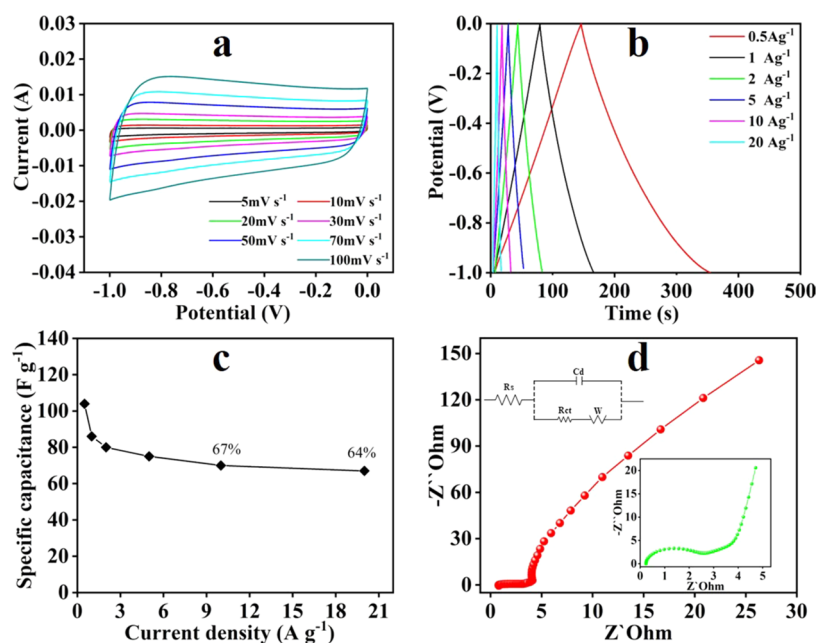 a
0.03
0.02
0.01
0.00
-0.01
-0.02
-0.03
-0.04
Current (A)
-1.0 -0.8 -0.6 -0.4 -0.2 0.0
Potential (V)
5mV s-1 10mV s-1
20mV s-1 30mV s-1
50mV s-1 70mV s-1
100mV s-1
b
0.0
-0.2
-0.4
-0.6
-0.8
-1.0
Potential (V)
0 100 200 300 400 500
Time (s)
0.5Ag-1
1 Ag-1
2 Ag-1
5 Ag-1
10 Ag-1
20 Ag-1
c
140
120
100
80
60
40
20
0
Specific capacitance (F g-1)
67%
64%
0 3 6 9 12 15 18 21
Current density (A g-1)
d
150
120
90
60
30
0
-Z``Ohm
0 5 10 15 20 25 30
Z`Ohm
Rs
Cd
Rct W
20
15
10
5
0
-Z``Ohm
0 1 2 3 4 5
Z`Ohm